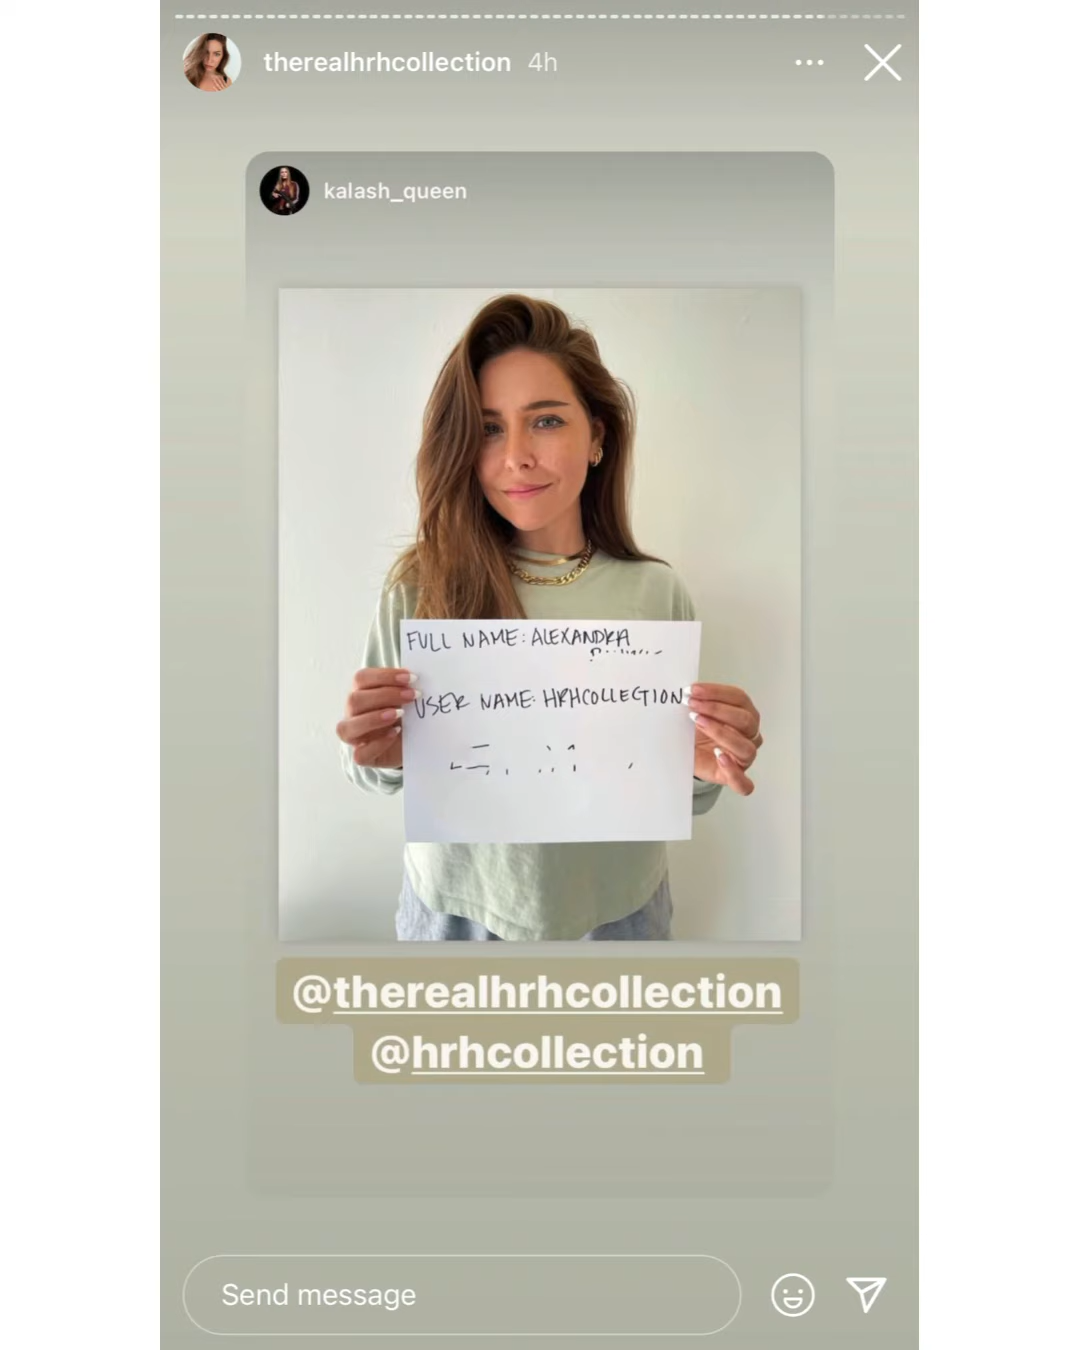 therealhrhcollection 4h
kalash_queen
FULL NAME: ALEXANDRA
USER NAME: HRHCOLLECTION
@therealhrhcollection
@hrhcollection
Send message